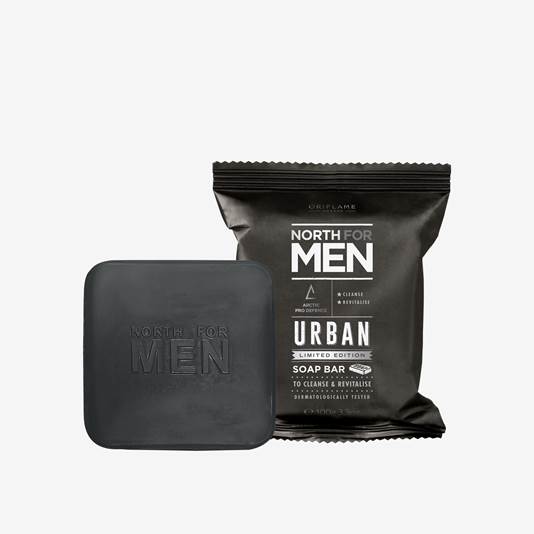 NORTH FOR
MEN
ORIFLAME
NORTH FOR
MEN
ARCTIC
PRO DEFENCE
★ CLEANSE
★ REVITALISE
URBAN
LIMITED EDITION
SOAP BAR
TO CLEANSE & REVITALISE
DERMATOLOGICALLY TESTED